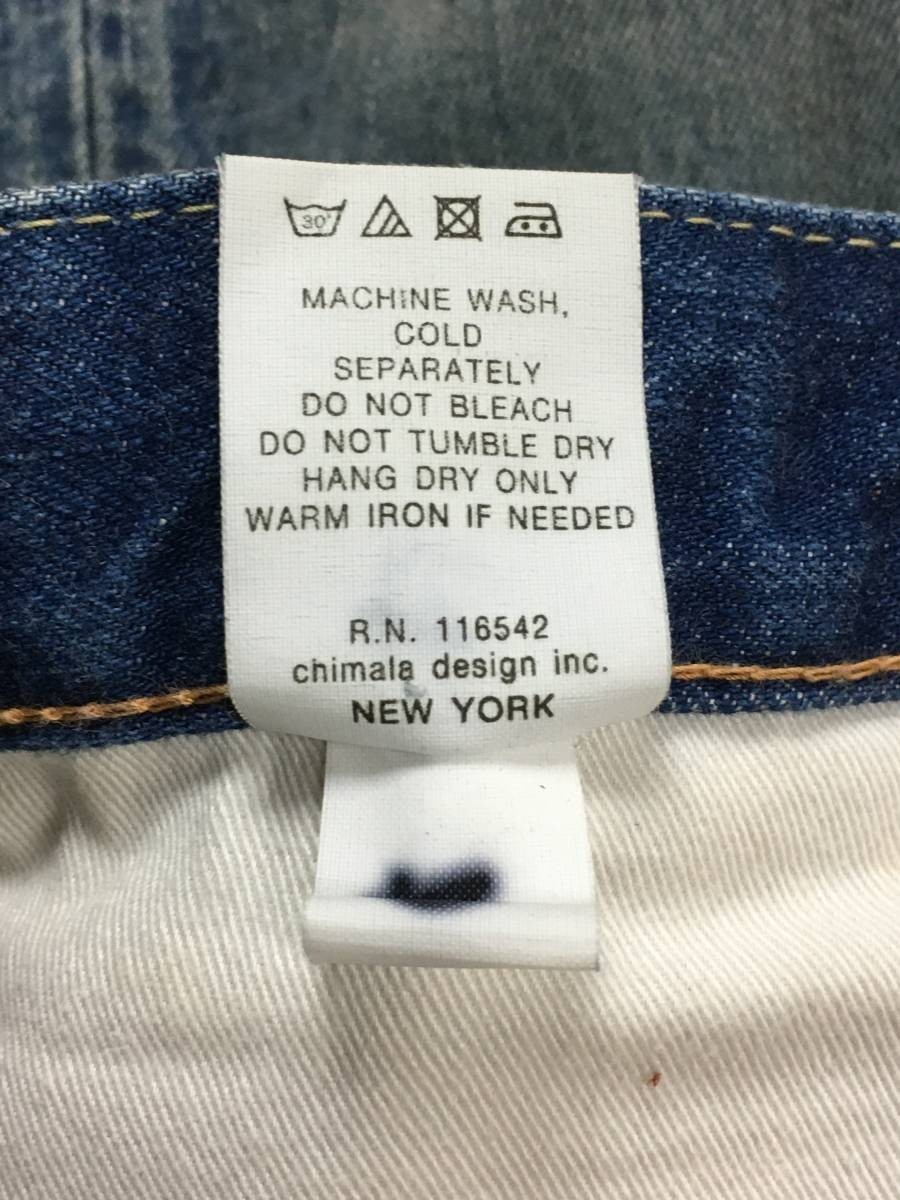 30°
MACHINE WASH,
COLD
SEPARATELY
DO NOT BLEACH
DO NOT TUMBLE DRY
HANG DRY ONLY
WARM IRON IF NEEDED
R.N. 116542
chimala design inc.
NEW YORK